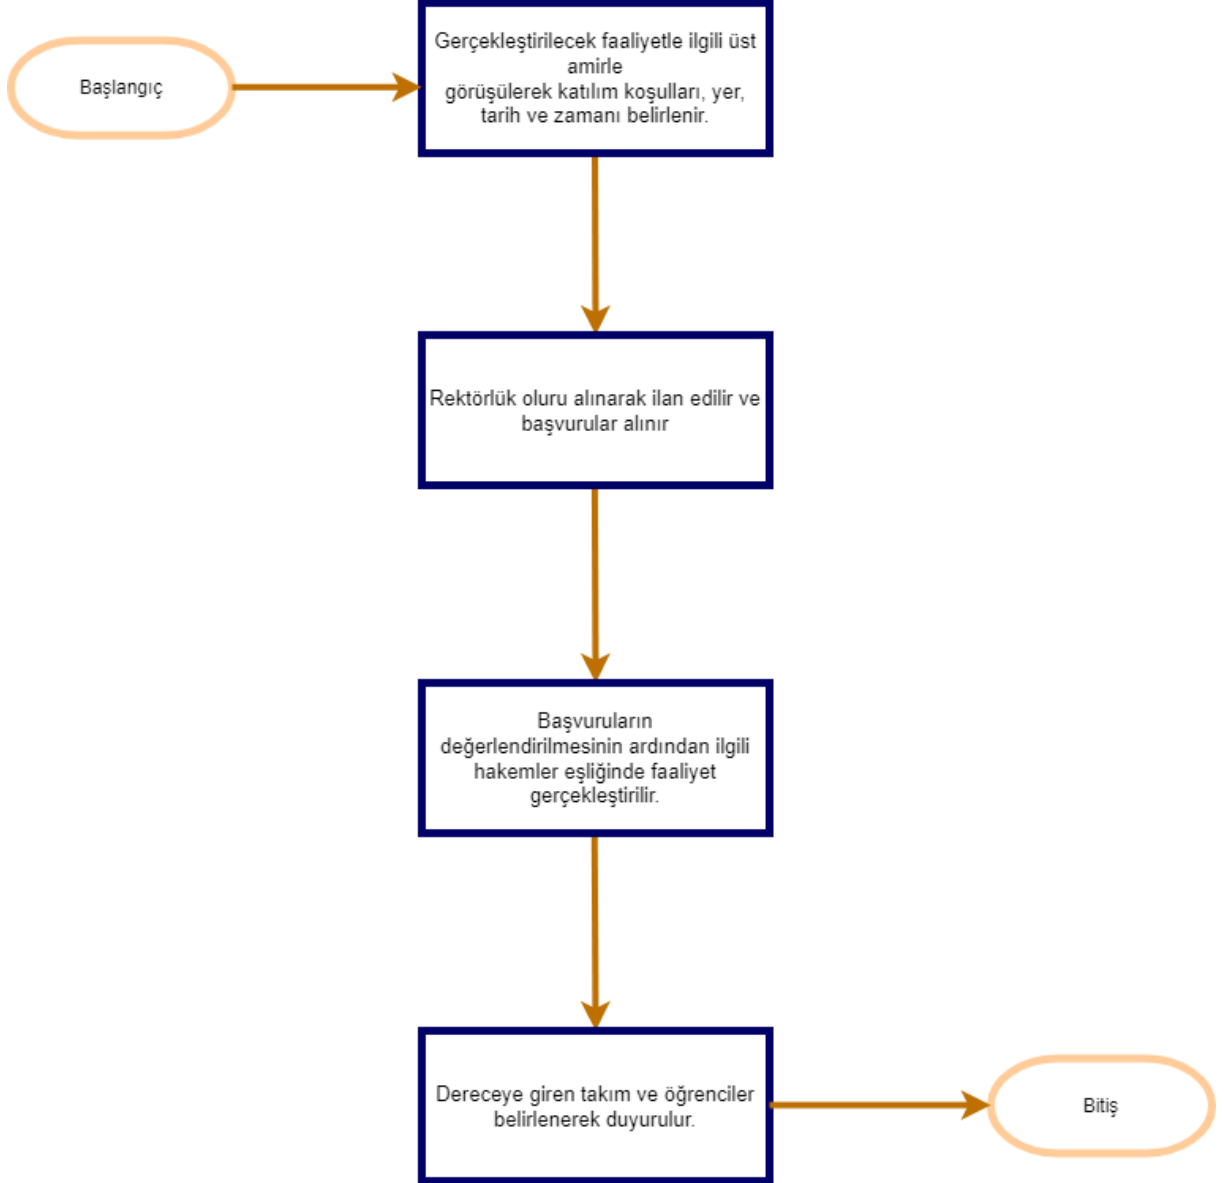 Başlangıç
Gerçekleştirilecek faaliyetle ilgili üst
amirle
görüşülerek katılım koşulları, yer,
tarih ve zamanı belirlenir.
Rektörlük oluru alınarak ilan edilir ve
başvurular alınır
Başvuruların
değerlendirilmesinin ardından ilgili
hakemler eşliğinde faaliyet
gerçekleştirilir.
Dereceye giren takım ve öğrenciler
belirlenerek duyurulur.
Bitiş